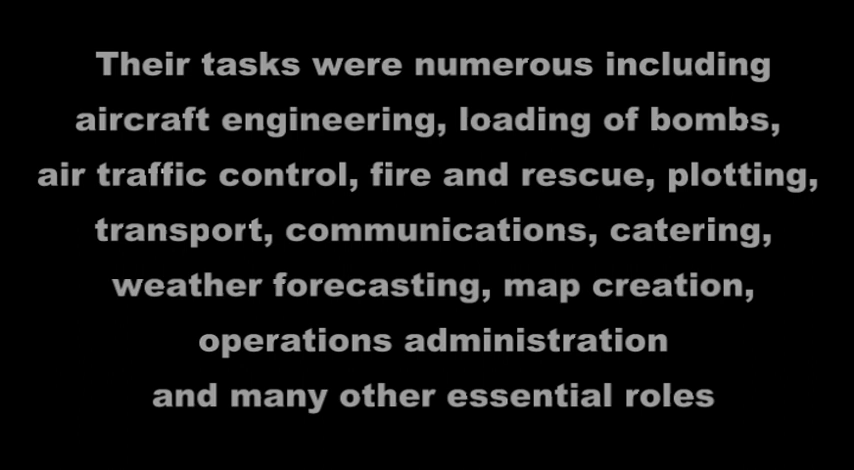 Their tasks were numerous including
aircraft engineering, loading of bombs,
air traffic control, fire and rescue, plotting,
transport, communications, catering,
weather forecasting, map creation,
operations administration
and many other essential roles